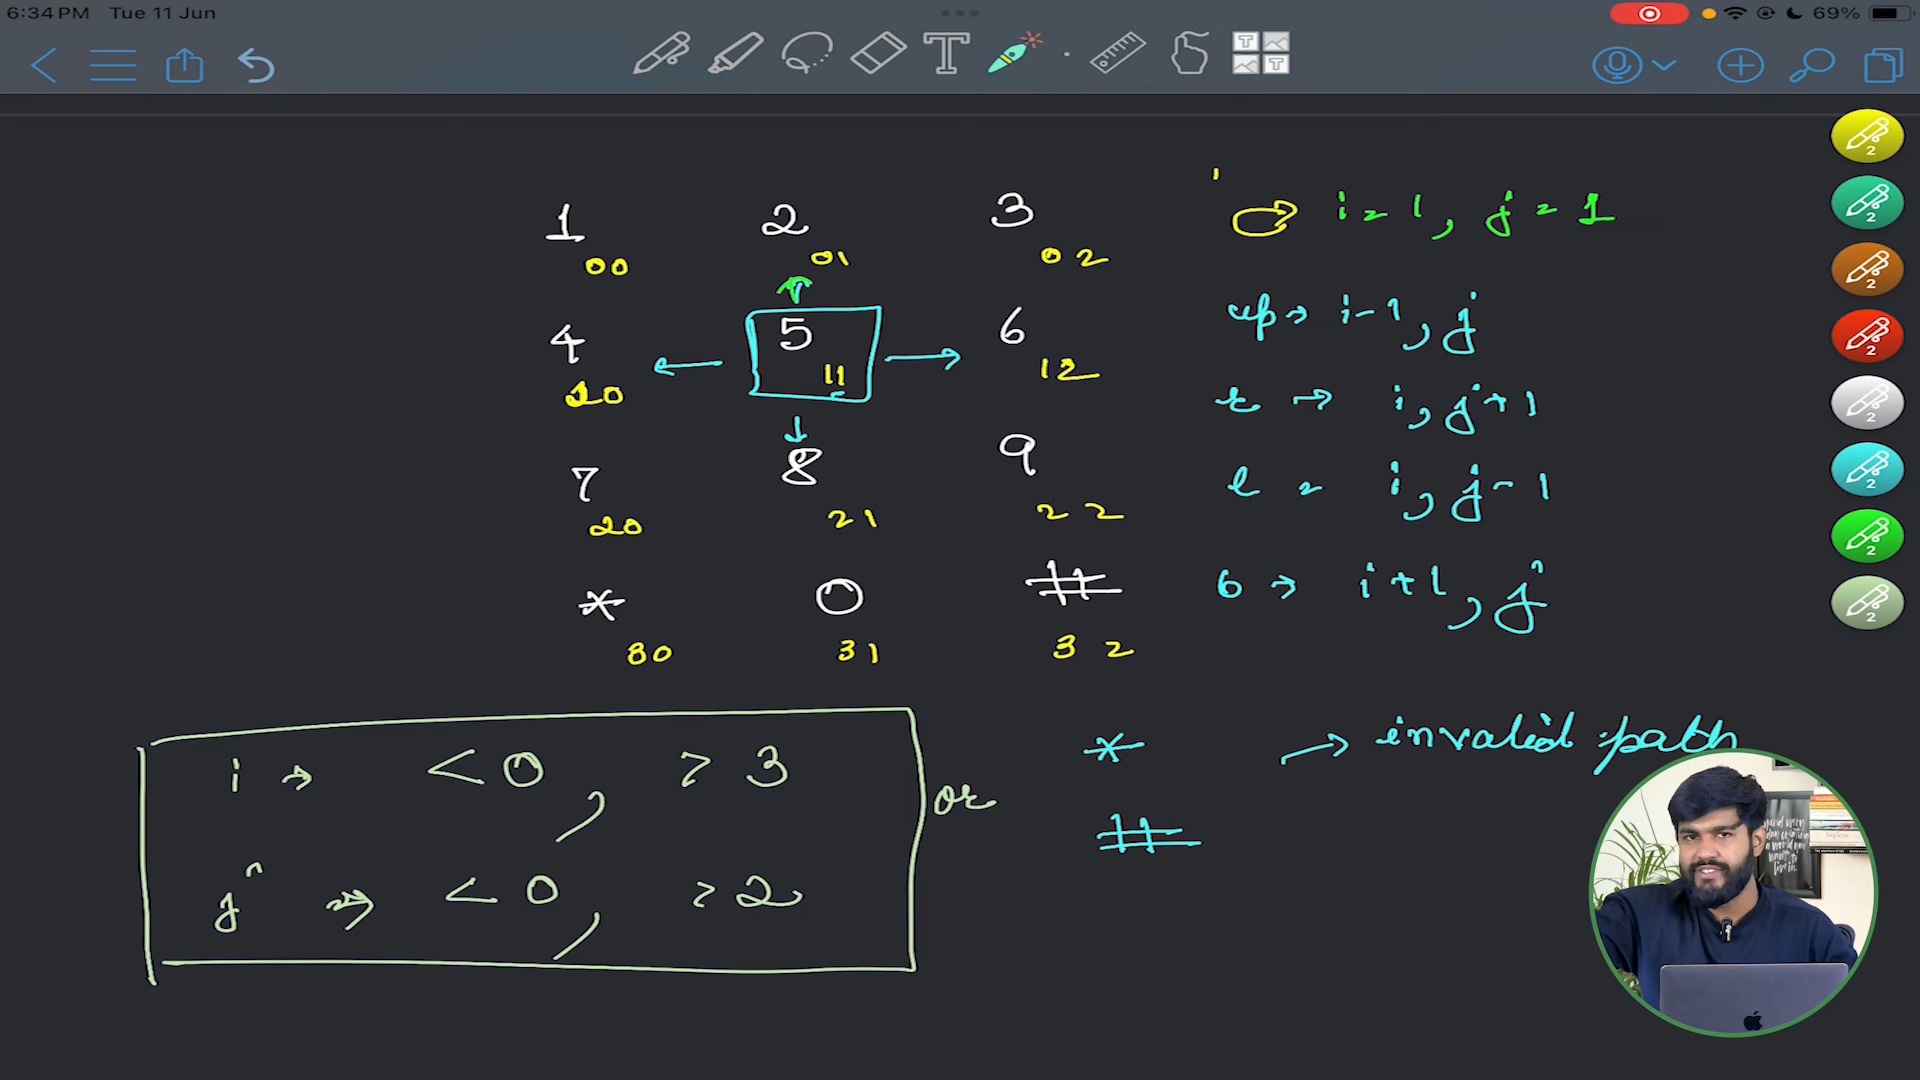 6:34 PM Tue 11 Jun
69%
1 2 3
00 01 02
i = 1, j = 1
4 5 6
10 11 12
up → i-1, j
r → i, j+1
7 8 9
20 21 22
l = i, j-1
* 0 #
30 31 32
b → i+1, j
i → < 0, > 3
j → < 0, > 2
or
* → invalid path
#